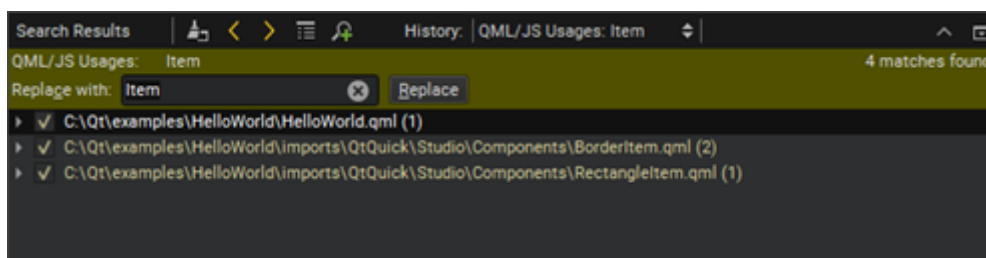 Search Results History: QML/JS Usages: Item
QML/JS Usages: Item 4 matches found
Replace with: Item Replace
C:\Qt\examples\HelloWorld\HelloWorld.qml (1)
C:\Qt\examples\HelloWorld\imports\QtQuick\Studio\Components\BorderItem.qml (2)
C:\Qt\examples\HelloWorld\imports\QtQuick\Studio\Components\RectangleItem.qml (1)